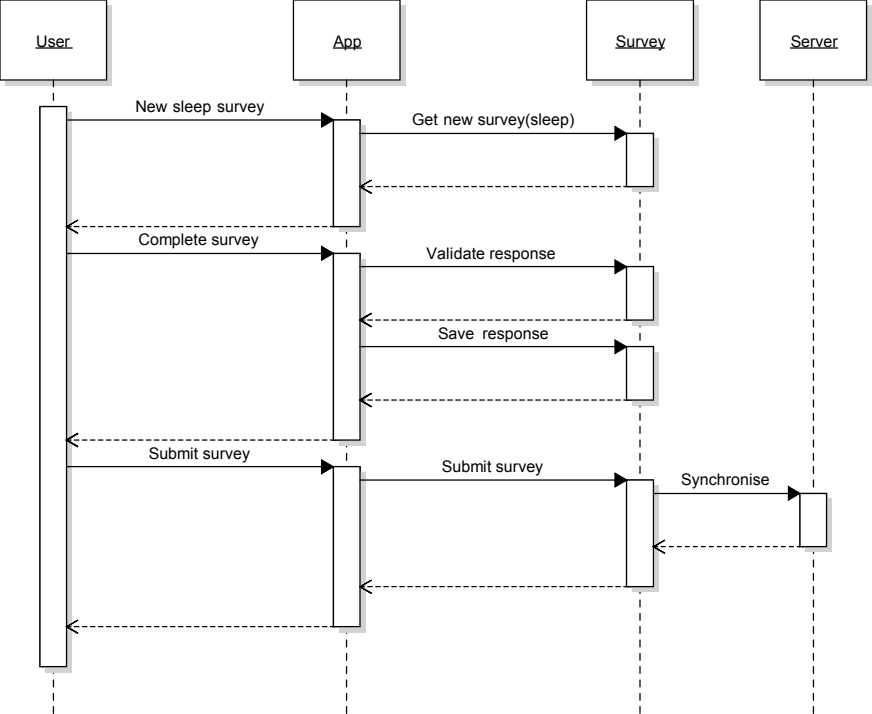 User
App
Survey
Server
New sleep survey
Get new survey(sleep)
Complete survey
Validate response
Save response
Submit survey
Submit survey
Synchronise